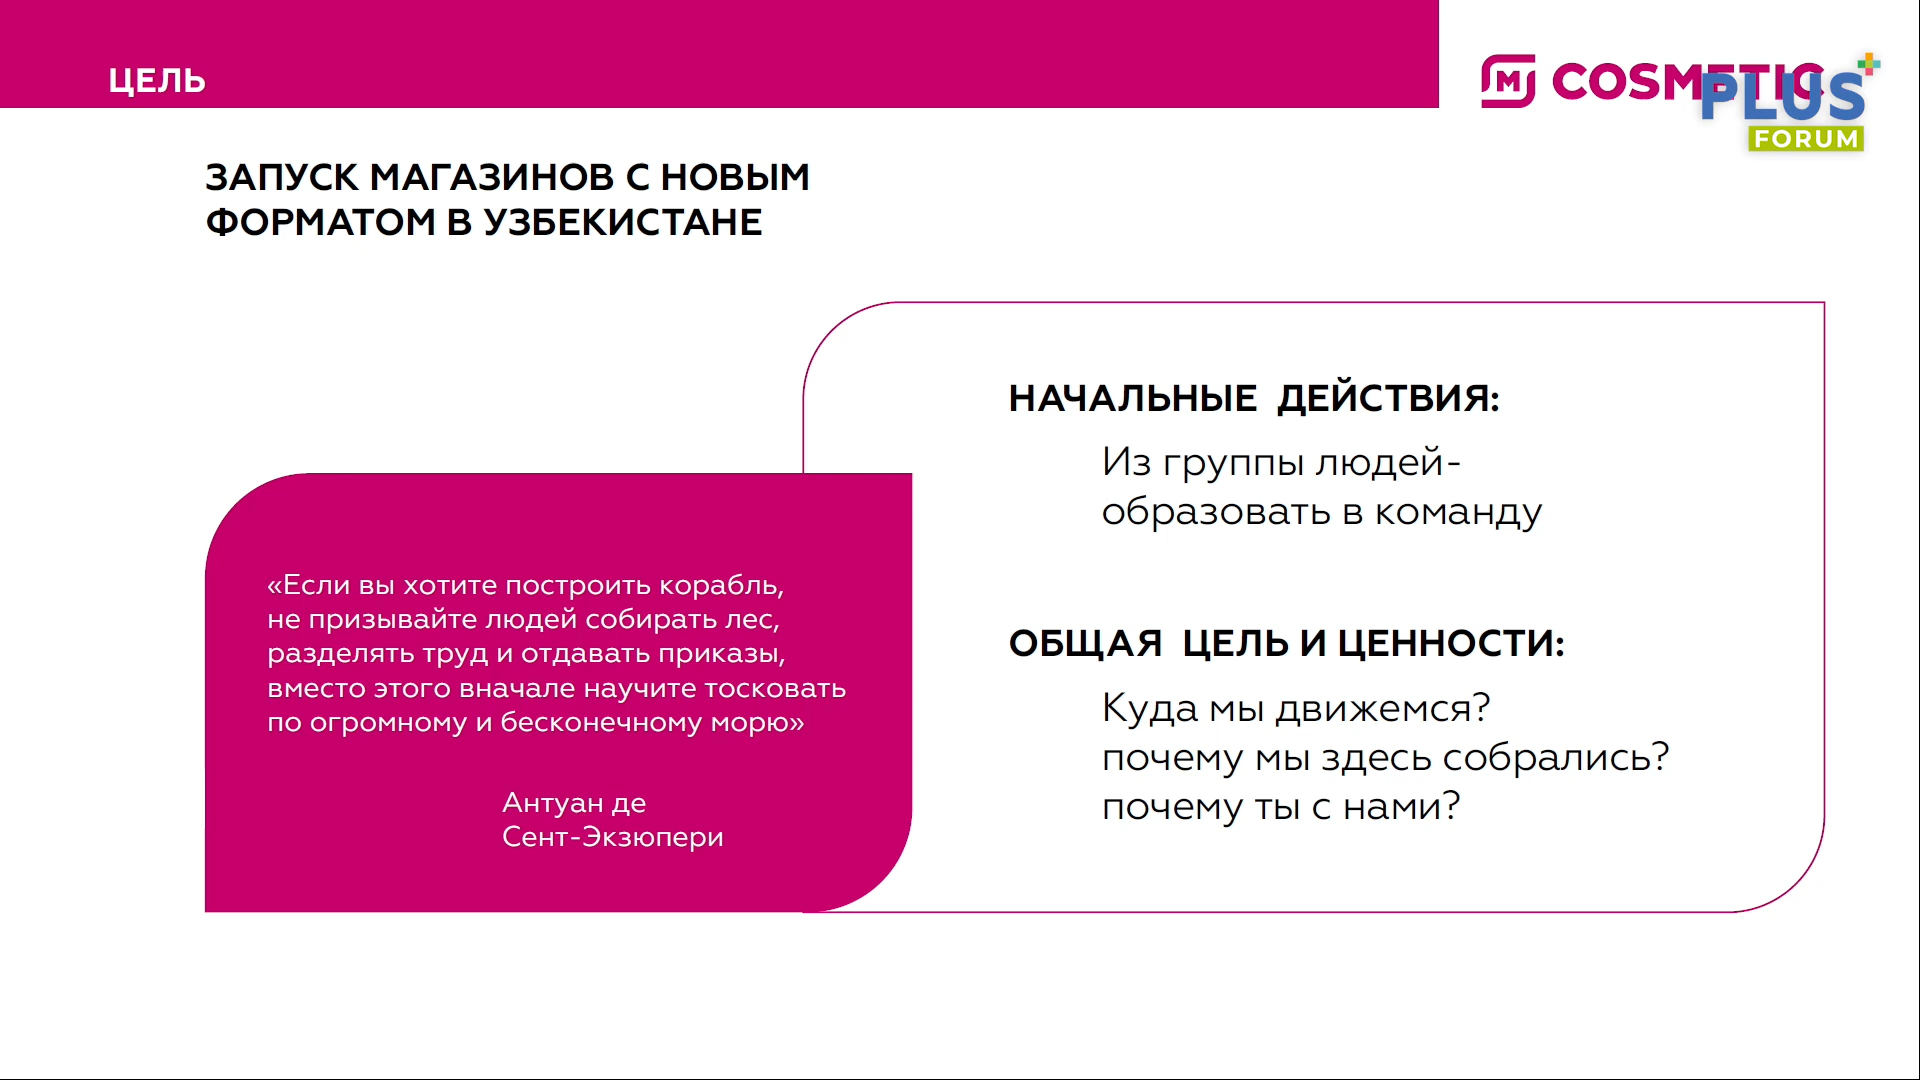 ЦЕЛЬ
COSMETIC
PLUS
FORUM
ЗАПУСК МАГАЗИНОВ С НОВЫМ
ФОРМАТОМ В УЗБЕКИСТАНЕ
«Если вы хотите построить корабль,
не призывайте людей собирать лес,
разделять труд и отдавать приказы,
вместо этого вначале научите тосковать
по огромному и бесконечному морю»
Антуан де
Сент-Экзюпери
НАЧАЛЬНЫЕ ДЕЙСТВИЯ:
Из группы людей-
образовать в команду
ОБЩАЯ ЦЕЛЬ И ЦЕННОСТИ:
Куда мы движемся?
почему мы здесь собрались?
почему ты с нами?